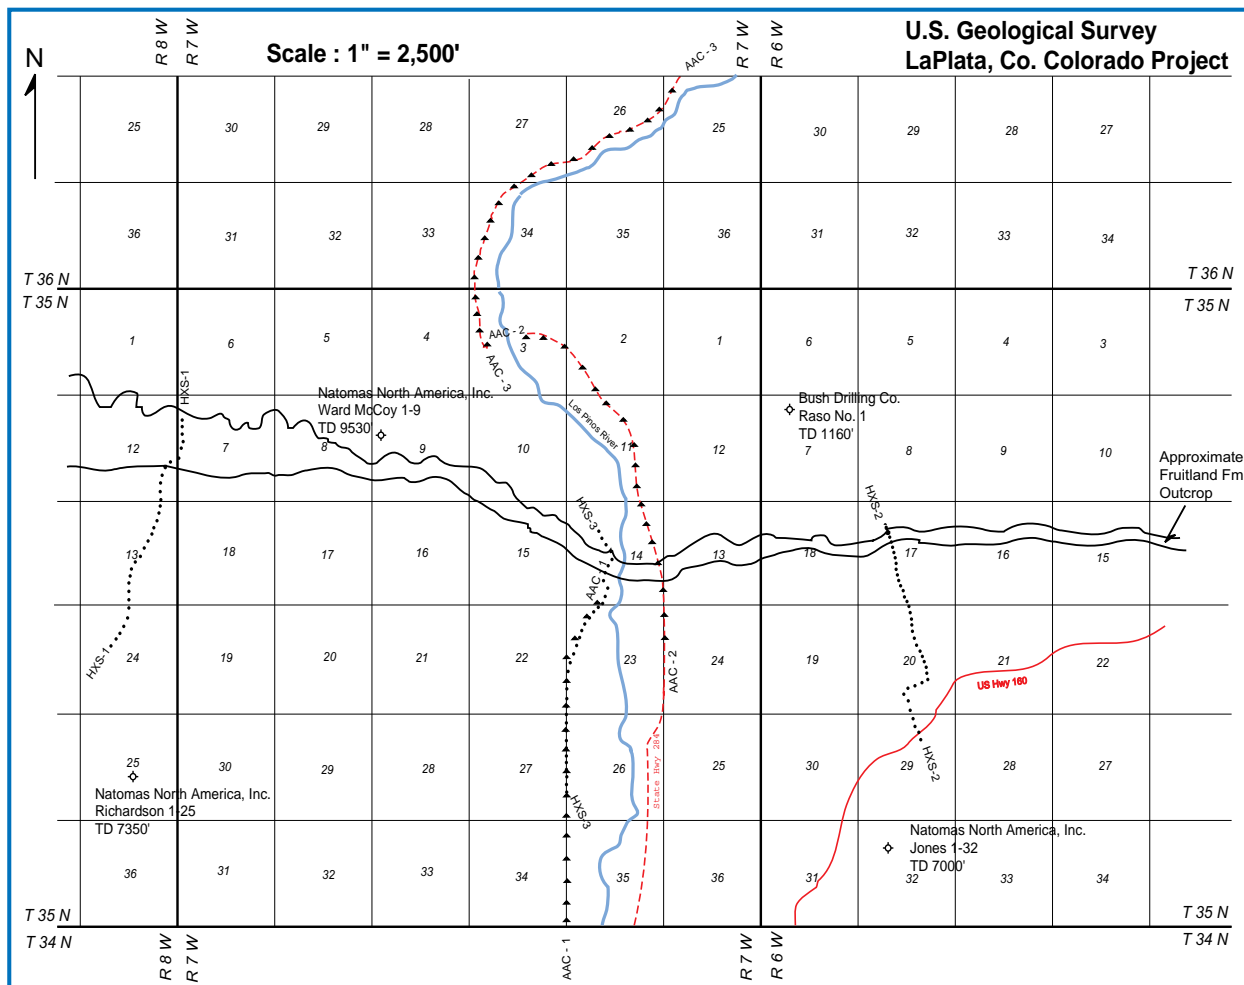 U.S. Geological Survey
LaPlata, Co. Colorado Project
Scale : 1" = 2,500'
N
R 8 W
R 7 W
R 7 W
R 6 W
AAC - 3
25
30
29
28
27
26
25
30
29
28
27
36
31
32
33
34
35
36
31
32
33
34
T 36 N
T 36 N
T 35 N
T 35 N
1
6
5
4
AAC - 2
3
2
1
6
5
4
3
AAC - 3
HXS-1
Natomas North America, Inc.
Ward McCoy 1-9
TD 9530'
Bush Drilling Co.
Raso No. 1
TD 1160'
Los Pinos River
12
7
8
9
10
11
12
7
8
9
10
Approximate
Fruitland Fm
Outcrop
HXS-3
HXS-2
13
18
17
16
15
14
13
18
17
16
15
AAC - 1
24
19
20
21
22
23
24
19
20
21
22
HXS-1
AAC - 2
US Hwy 160
25
30
29
28
27
26
25
30
29
28
27
State Hwy 284
HXS-2
HXS-3
Natomas North America, Inc.
Richardson 1-25
TD 7350'
Natomas North America, Inc.
Jones 1-32
TD 7000'
36
31
32
33
34
35
36
31
32
33
34
T 35 N
T 35 N
T 34 N
T 34 N
R 8 W
R 7 W
AAC - 1
R 7 W
R 6 W